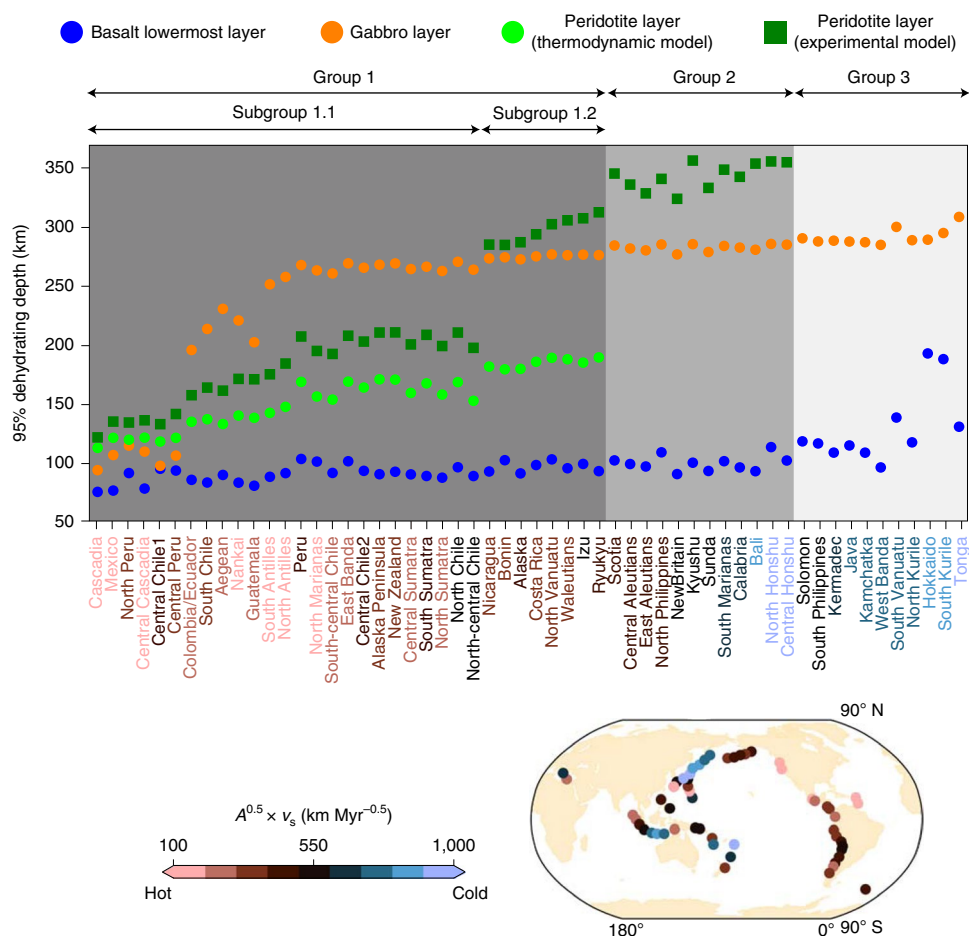 Basalt lowermost layer
Gabbro layer
Peridotite layer
(thermodynamic model)
Peridotite layer
(experimental model)
Group 1
Group 2
Group 3
Subgroup 1.1
Subgroup 1.2
95% dehydrating depth (km)
350
300
250
200
150
100
50
Cascadia
Mexico
North Peru
Central Cascadia
Central Chile1
Central Peru
Colombia/Ecuador
South Chile
Aegean
Nankai
Guatemala
South Antilles
North Antilles
Peru
North Marianas
South-central Chile
East Banda
Central Chile2
Alaska Peninsula
New Zealand
Central Sumatra
South Sumatra
North Sumatra
North Chile
North-central Chile
Nicaragua
Bonin
Alaska
Costa Rica
North Vanuatu
Waleutians
Izu
Ryukyu
Scotia
Central Aleutians
East Aleutians
North Philippines
NewBritain
Kyushu
Sunda
South Marianas
Calabria
Bali
North Honshu
Central Honshu
Solomon
South Philippines
Kermadec
Java
Kamchatka
West Banda
South Vanuatu
North Kurile
Hokkaido
South Kurile
Tonga
90° N
A^0.5 × v_s (km Myr^–0.5)
100 550 1,000
Hot Cold
180° 0° 90° S